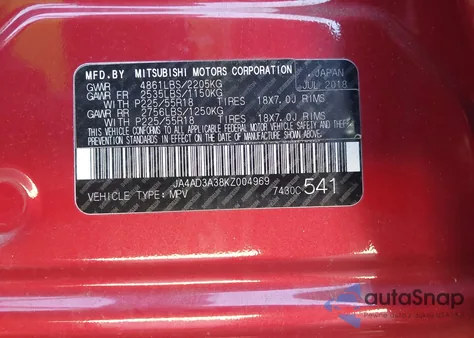 MFD.BY MITSUBISHI MOTORS CORPORATION
GVWR 4861LBS/2205KG JAPAN
GAWR FR 2535LBS/1150KG JUL 2018
WITH P225/55R18 TIRES 18X7.0J RIMS
GAWR RR 2756LBS/1250KG
WITH P225/55R18 TIRES 18X7.0J RIMS
THIS VEHICLE CONFORMS TO ALL APPLICABLE FEDERAL MOTOR VEHICLE SAFETY AND THEFT
PREVENTION STANDARDS IN EFFECT ON THE DATE OF MANUFACTURE SHOWN ABOVE.
JA4AD3A38KZ004969
VEHICLE TYPE: MPV 7430C 541
autoSnap